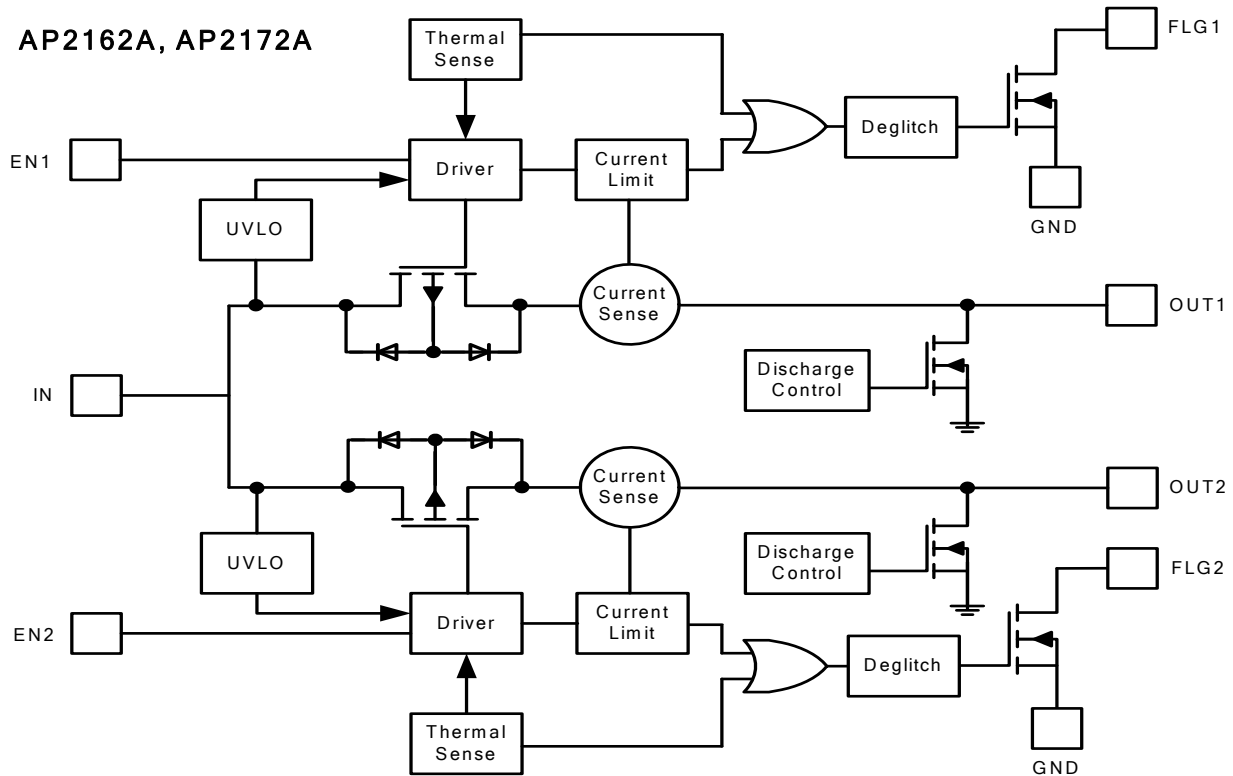 AP2162A, AP2172A
Thermal
Sense
FLG1
Deglitch
EN1
Driver
Current
Limit
GND
UVLO
Current
Sense
OUT1
Discharge
Control
IN
Current
Sense
OUT2
Discharge
Control
UVLO
FLG2
EN2
Driver
Current
Limit
Deglitch
Thermal
Sense
GND